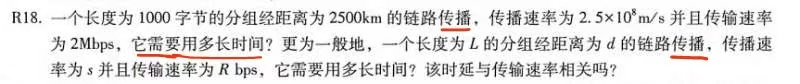 R18. 一个长度为 1000 字节的分组经距离为 2500km 的链路传播，传播速率为 2.5×10⁸m/s 并且传输速率
为 2Mbps，它需要用多长时间？更为一般地，一个长度为 L 的分组经距离为 d 的链路传播，传播速
率为 s 并且传输速率为 R bps，它需要用多长时间？该时延与传输速率相关吗？